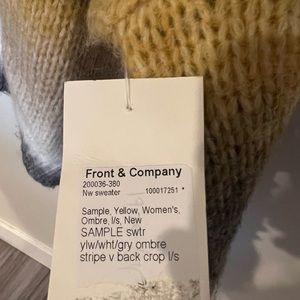 Front & Company
200036-380
Nw sweater 100017251 *
Sample, Yellow, Women's,
Ombre, l/s, New
SAMPLE swtr
ylw/wht/gry ombre
stripe v back crop l/s